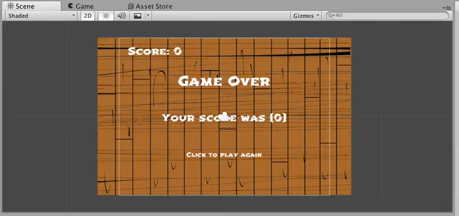 Scene Game Asset Store
Shaded 2D Gizmos All
Score: 0
Game Over
Your score was {0}
Click to play again